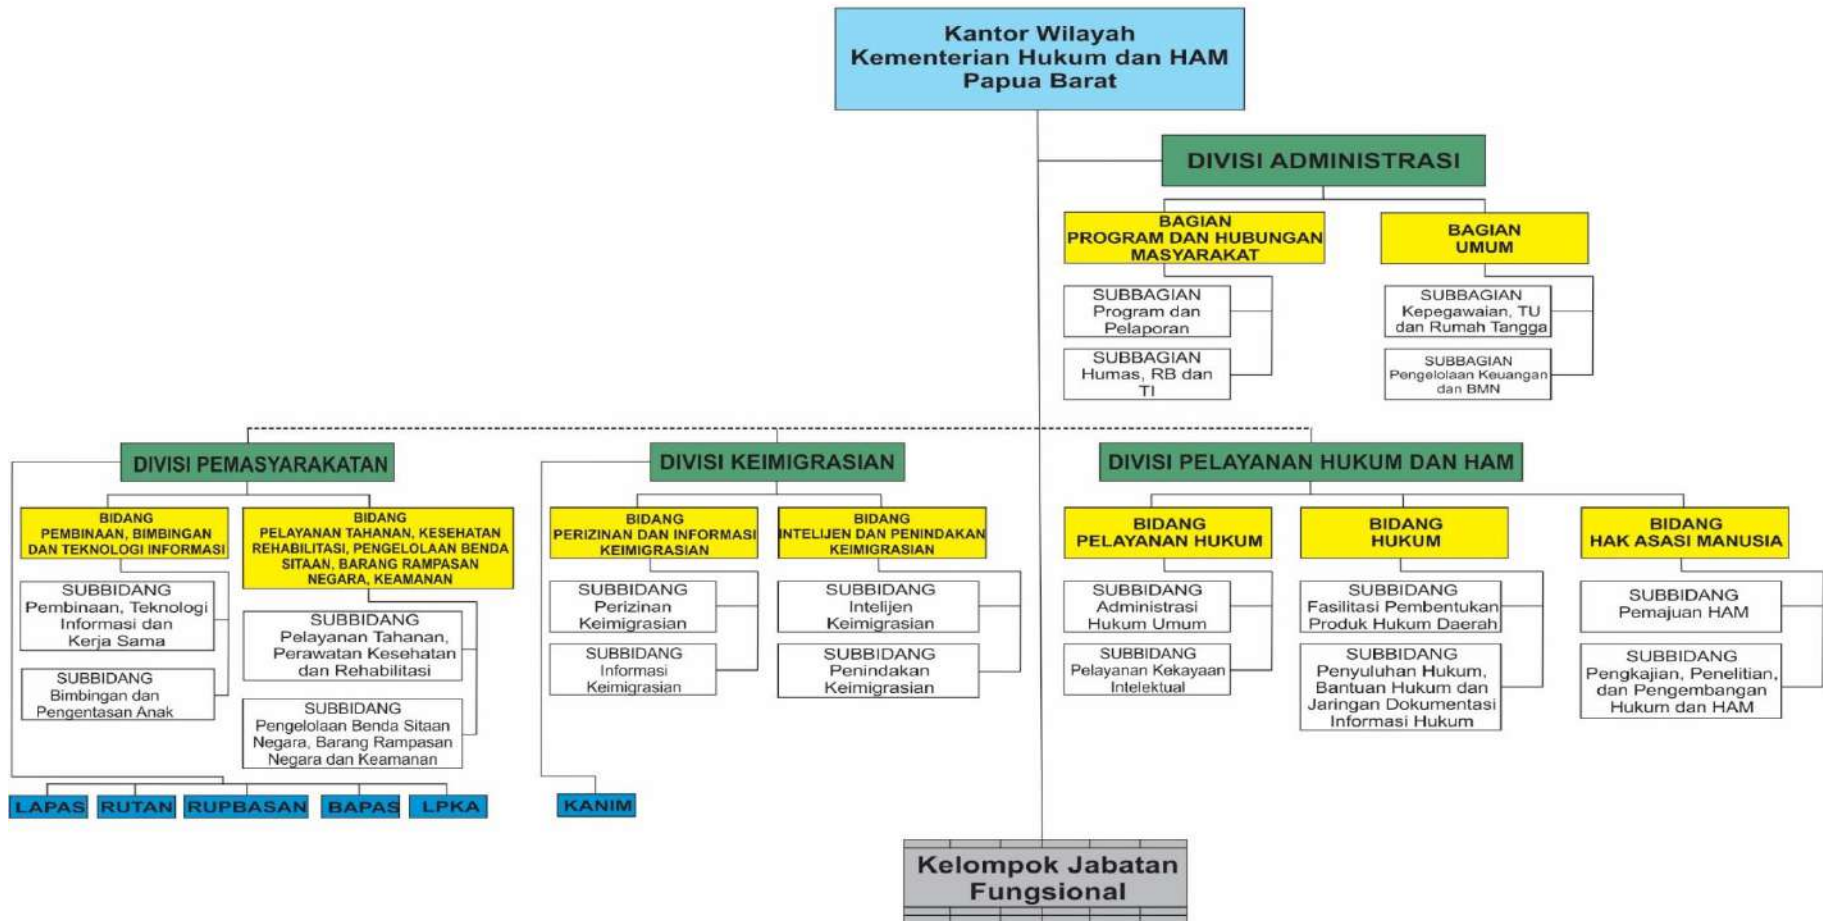 Kantor Wilayah
Kementerian Hukum dan HAM
Papua Barat
DIVISI ADMINISTRASI
BAGIAN
PROGRAM DAN HUBUNGAN
MASYARAKAT
BAGIAN
UMUM
SUBBAGIAN
Program dan
Pelaporan
SUBBAGIAN
Humas, RB dan
TI
SUBBAGIAN
Kepegawaian, TU
dan Rumah Tangga
SUBBAGIAN
Pengelolaan Keuangan
dan BMN
DIVISI PEMASYARAKATAN
BIDANG
PEMBINAAN, BIMBINGAN
DAN TEKNOLOGI INFORMASI
SUBBIDANG
Pembinaan, Teknologi
Informasi dan
Kerja Sama
SUBBIDANG
Bimbingan dan
Pengentasan Anak
BIDANG
PELAYANAN TAHANAN, KESEHATAN
REHABILITASI, PENGELOLAAN BENDA
SITAAN, BARANG RAMPASAN
NEGARA, KEAMANAN
SUBBIDANG
Pelayanan Tahanan,
Perawatan Kesehatan
dan Rehabilitasi
SUBBIDANG
Pengelolaan Benda Sitaan
Negara, Barang Rampasan
Negara dan Keamanan
LAPAS
RUTAN
RUPBASAN
BAPAS
LPKA
DIVISI KEIMIGRASIAN
BIDANG
PERIZINAN DAN INFORMASI
KEIMIGRASIAN
SUBBIDANG
Perizinan
Keimigrasian
SUBBIDANG
Informasi
Keimigrasian
BIDANG
INTELIJEN DAN PENINDAKAN
KEIMIGRASIAN
SUBBIDANG
Intelijen
Keimigrasian
SUBBIDANG
Penindakan
Keimigrasian
KANIM
DIVISI PELAYANAN HUKUM DAN HAM
BIDANG
PELAYANAN HUKUM
SUBBIDANG
Administrasi
Hukum Umum
SUBBIDANG
Pelayanan Kekayaan
Intelektual
BIDANG
HUKUM
SUBBIDANG
Fasilitasi Pembentukan
Produk Hukum Daerah
SUBBIDANG
Penyuluhan Hukum,
Bantuan Hukum dan
Jaringan Dokumentasi
Informasi Hukum
BIDANG
HAK ASASI MANUSIA
SUBBIDANG
Pemajuan HAM
SUBBIDANG
Pengkajian, Penelitian,
dan Pengembangan
Hukum dan HAM
Kelompok Jabatan
Fungsional